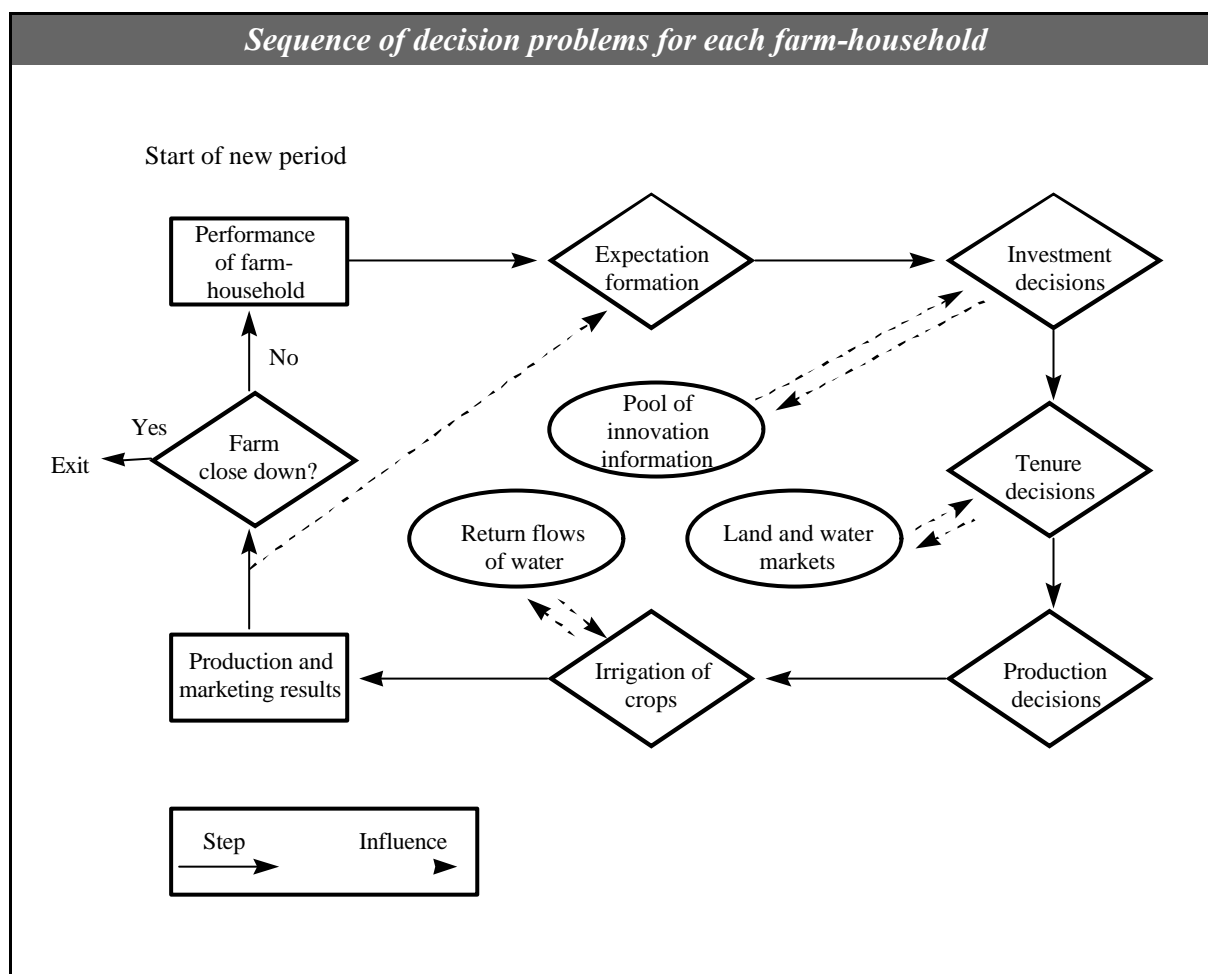 Sequence of decision problems for each farm-household
Start of new period
Performance
of farm-
household
Expectation
formation
Investment
decisions
No
Yes
Exit
Farm
close down?
Pool of
innovation
information
Tenure
decisions
Return flows
of water
Land and water
markets
Production and
marketing results
Irrigation of
crops
Production
decisions
Step
Influence